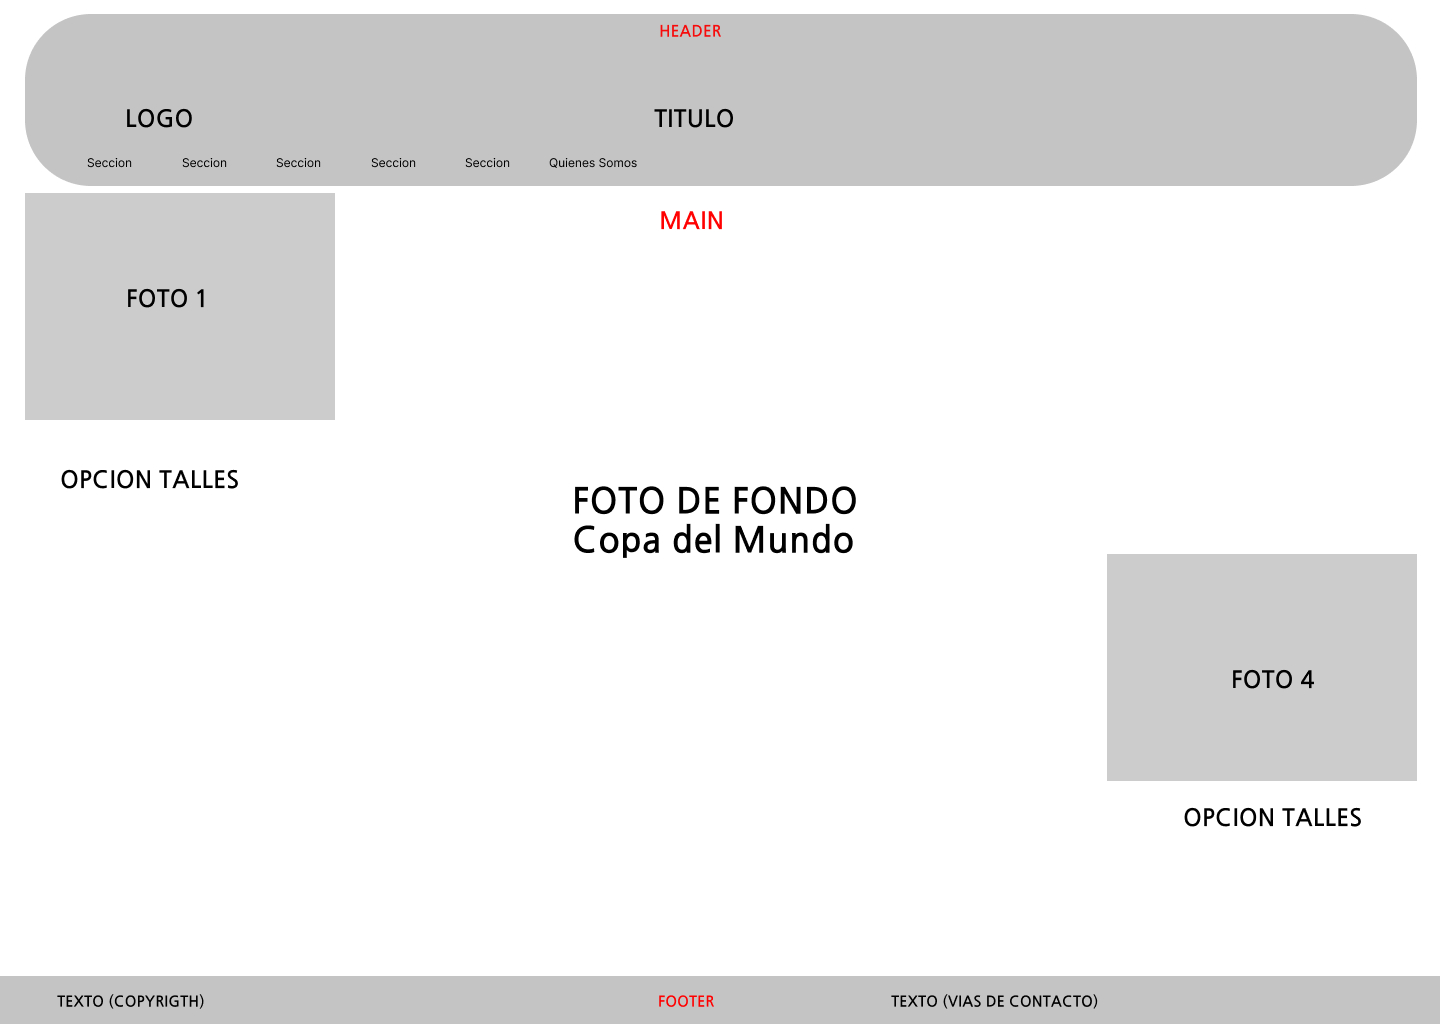 HEADER
LOGO
TITULO
Seccion
Seccion
Seccion
Seccion
Seccion
Quienes Somos
MAIN
FOTO 1
OPCION TALLES
FOTO DE FONDO
Copa del Mundo
FOTO 4
OPCION TALLES
TEXTO (COPYRIGTH)
FOOTER
TEXTO (VIAS DE CONTACTO)